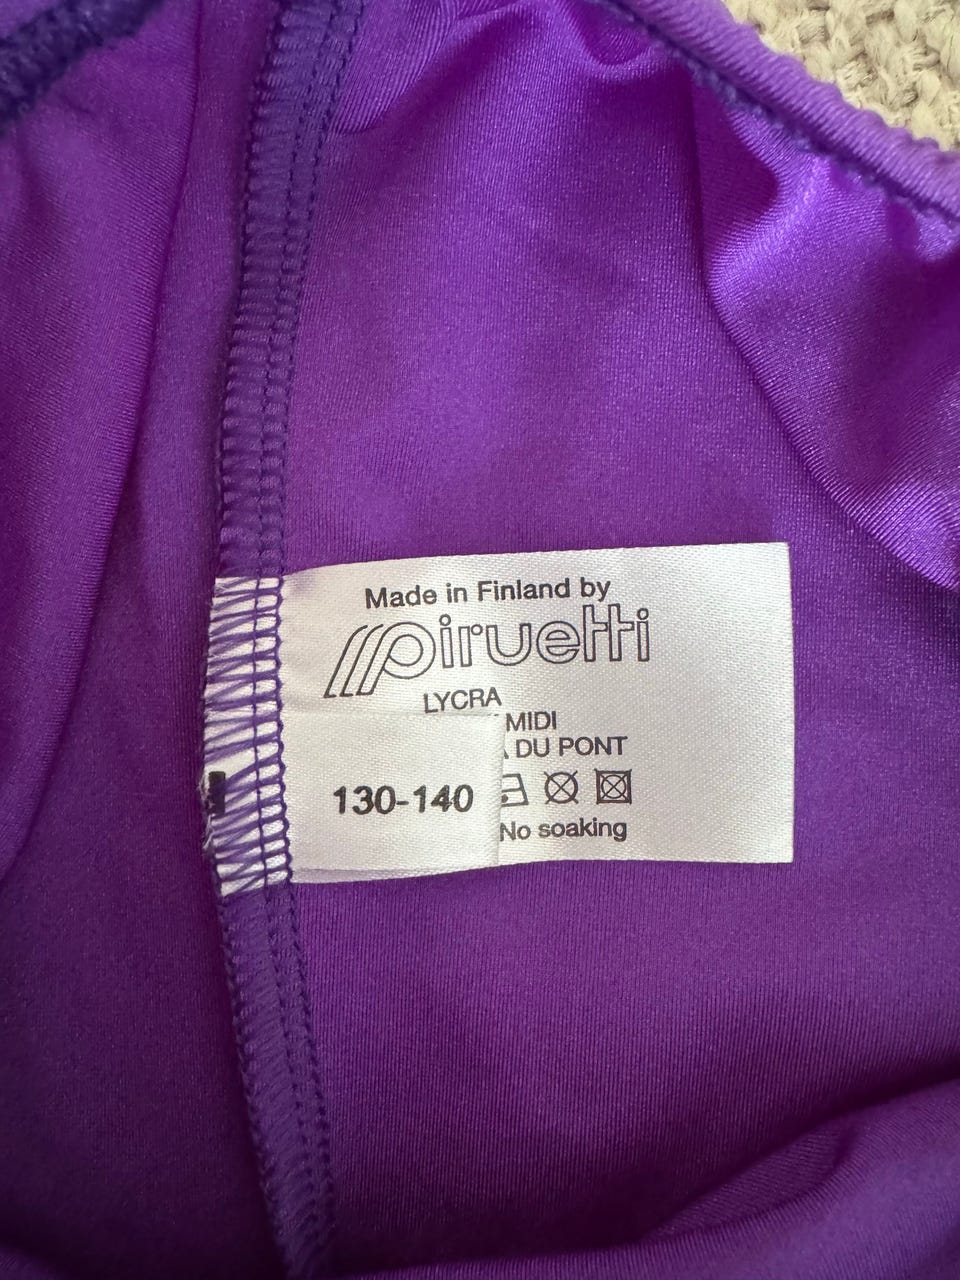 Made in Finland by
piruetti
LYCRA
MIDI
DU PONT
130-140
No soaking